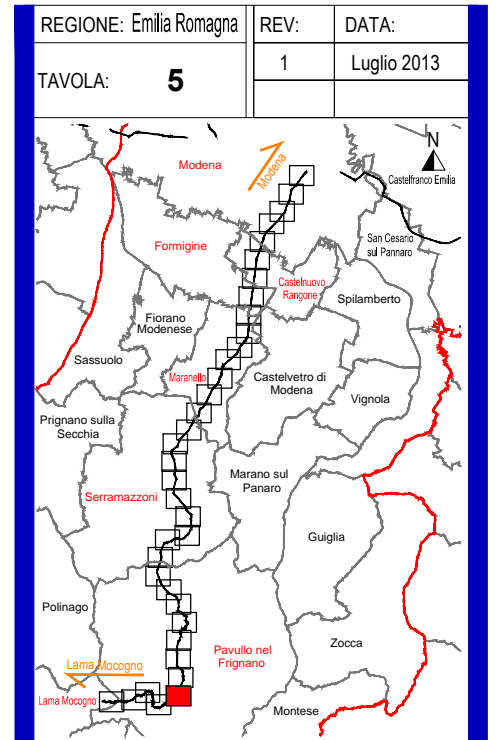 REGIONE: Emilia Romagna
REV:
DATA:
TAVOLA: 5
1
Luglio 2013
N
Modena
Modena
Castelfranco Emilia
Formigine
San Cesario
sul Pannaro
Castelnuovo
Rangone
Spilamberto
Fiorano
Modenese
Sassuolo
Maranello
Castelvetro di
Modena
Vignola
Prignano sulla
Secchia
Marano sul
Panaro
Serramazzoni
Guiglia
Polinago
Zocca
Pavullo nel
Frignano
Lama Mocogno
Lama Mocogno
Montese